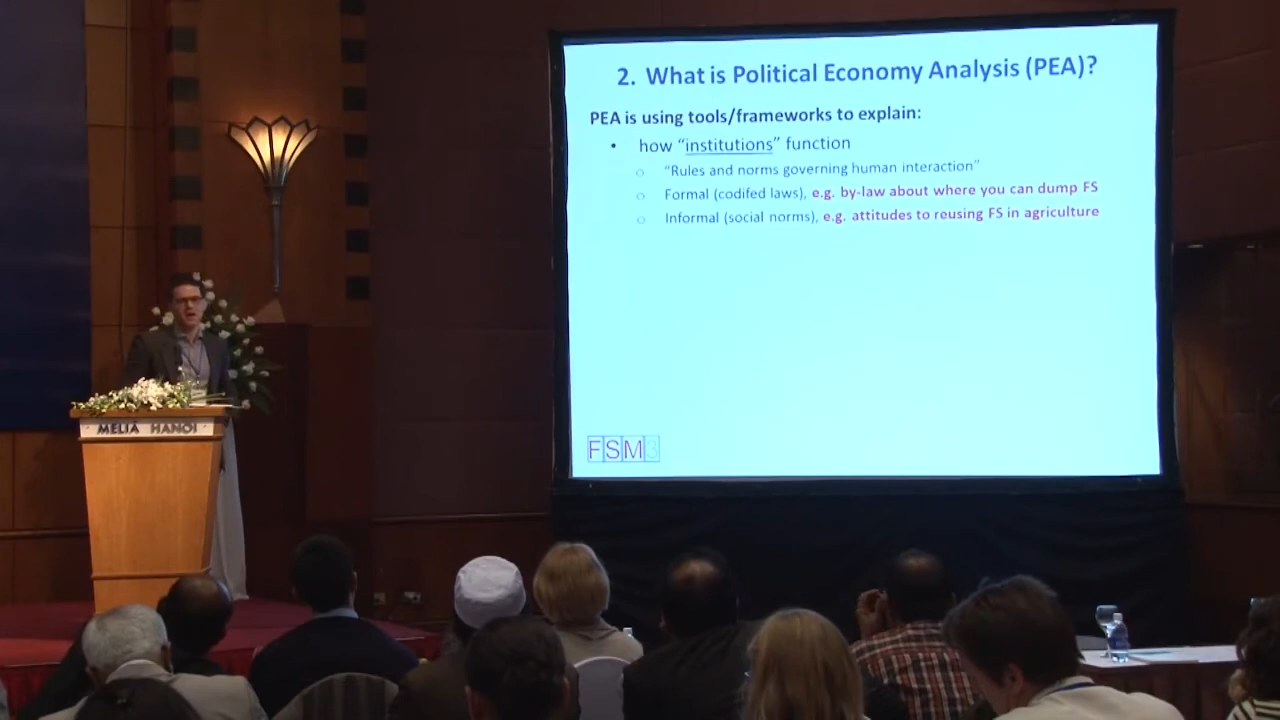 2. What is Political Economy Analysis (PEA)?
PEA is using tools/frameworks to explain:
• how “institutions” function
o “Rules and norms governing human interaction”
o Formal (codifed laws), e.g. by-law about where you can dump FS
o Informal (social norms), e.g. attitudes to reusing FS in agriculture
FSM3
MELIÃ HANOI